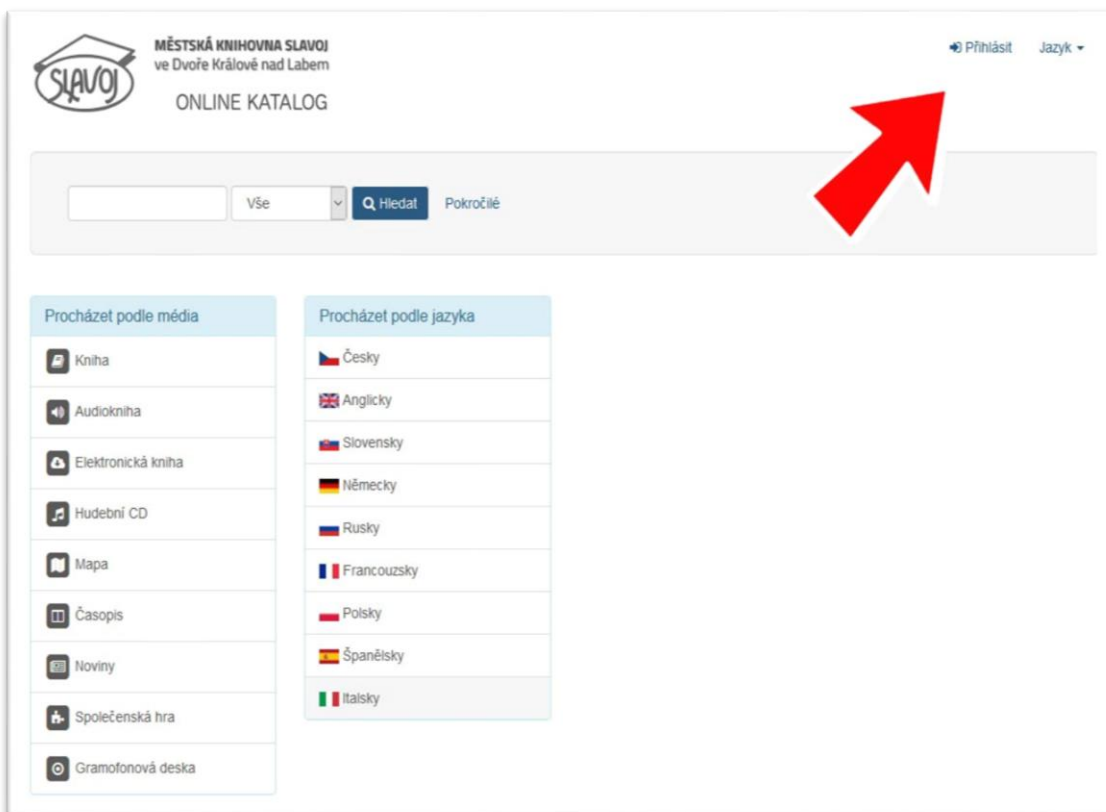 SLAVOJ
MĚSTSKÁ KNIHOVNA SLAVOJ
ve Dvoře Králové nad Labem
ONLINE KATALOG
Přihlásit
Jazyk
Vše
Hledat
Pokročilé
Procházet podle média
Kniha
Audiokniha
Elektronická kniha
Hudební CD
Mapa
Časopis
Noviny
Společenská hra
Gramofonová deska
Procházet podle jazyka
Česky
Anglicky
Slovensky
Německy
Rusky
Francouzsky
Polsky
Španělsky
Italsky